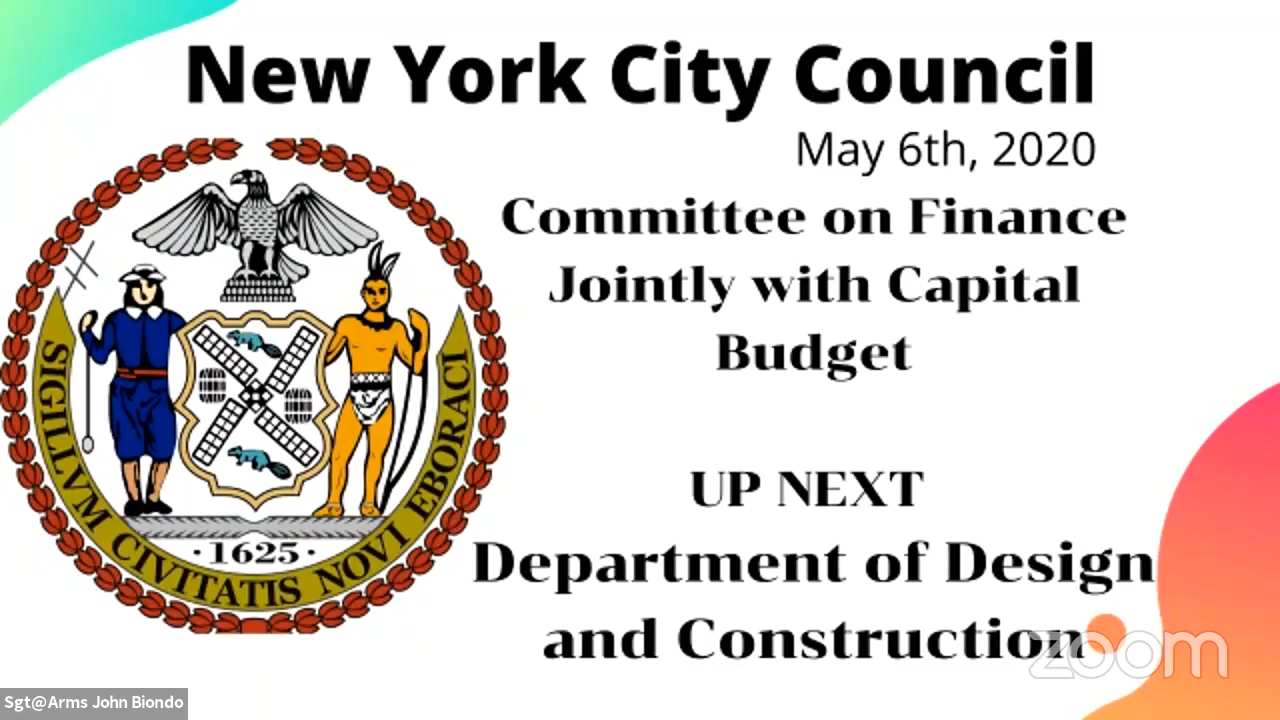 New York City Council
May 6th, 2020
Committee on Finance
Jointly with Capital
Budget
UP NEXT
Department of Design
and Construction
SIGILLVM CIVITATIS NOVI EBORACI
·1625·
zoom
Sgt@Arms John Biondo